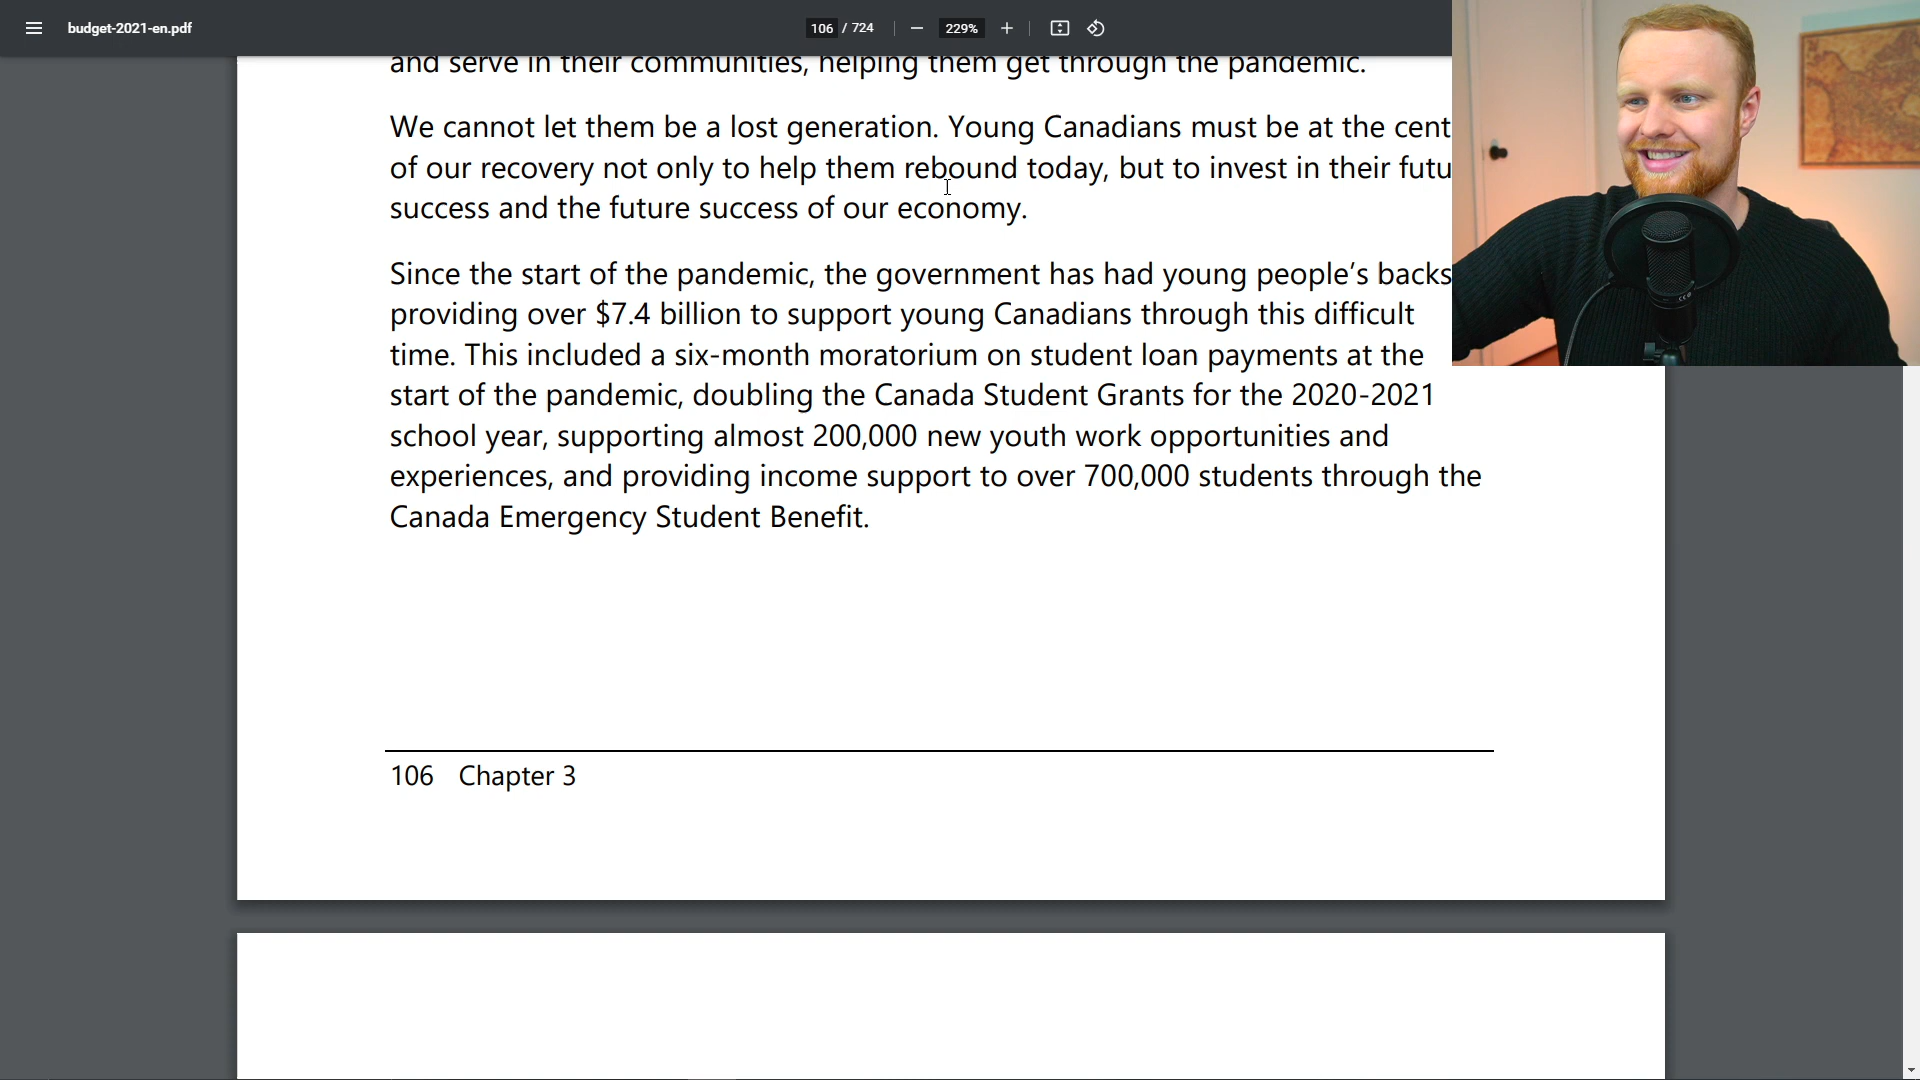 budget-2021-en.pdf
106 / 724
229%
and serve in their communities, helping them get through the pandemic.
We cannot let them be a lost generation. Young Canadians must be at the cent
of our recovery not only to help them rebound today, but to invest in their futu
success and the future success of our economy.
Since the start of the pandemic, the government has had young people’s backs
providing over $7.4 billion to support young Canadians through this difficult
time. This included a six-month moratorium on student loan payments at the
start of the pandemic, doubling the Canada Student Grants for the 2020-2021
school year, supporting almost 200,000 new youth work opportunities and
experiences, and providing income support to over 700,000 students through the
Canada Emergency Student Benefit.
106 Chapter 3